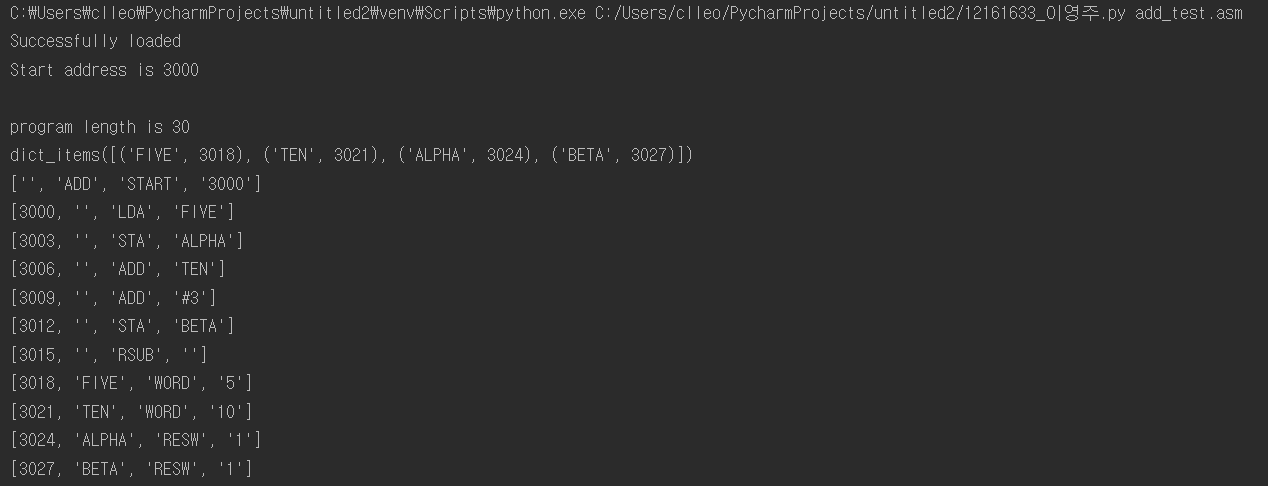 C:₩Users₩clleo₩PycharmProjects₩untitled2₩venv₩Scripts₩python.exe C:/Users/clleo/PycharmProjects/untitled2/12161633_이영주.py add_test.asm
Successfully loaded
Start address is 3000
program length is 30
dict_items([('FIVE', 3018), ('TEN', 3021), ('ALPHA', 3024), ('BETA', 3027)])
['', 'ADD', 'START', '3000']
[3000, '', 'LDA', 'FIVE']
[3003, '', 'STA', 'ALPHA']
[3006, '', 'ADD', 'TEN']
[3009, '', 'ADD', '#3']
[3012, '', 'STA', 'BETA']
[3015, '', 'RSUB', '']
[3018, 'FIVE', 'WORD', '5']
[3021, 'TEN', 'WORD', '10']
[3024, 'ALPHA', 'RESW', '1']
[3027, 'BETA', 'RESW', '1']